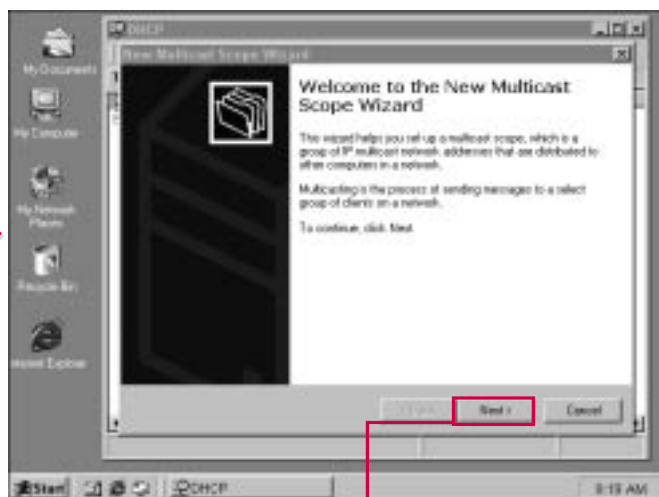 DHCP
New Multicast Scope Wizard
My Documents
My Computer
My Network
Places
Recycle Bin
Internet Explorer
Welcome to the New Multicast
Scope Wizard
This wizard helps you set up a multicast scope, which is a
group of IP multicast network addresses that are distributed to
other computers in a network.
Multicasting is the process of sending messages to a select
group of clients on a network.
To continue, click Next.
Next >
Cancel
Start
DHCP
9:19 AM